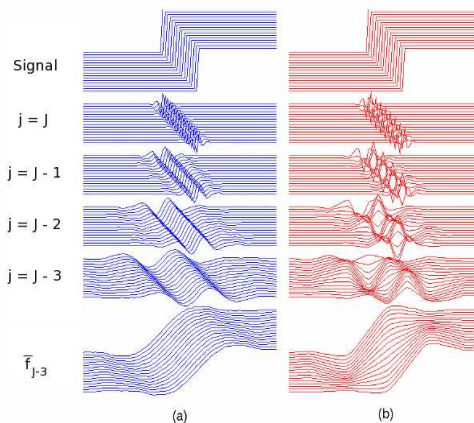 Signal
j = J
j = J - 1
j = J - 2
j = J - 3
f̅J-3
(a)
(b)